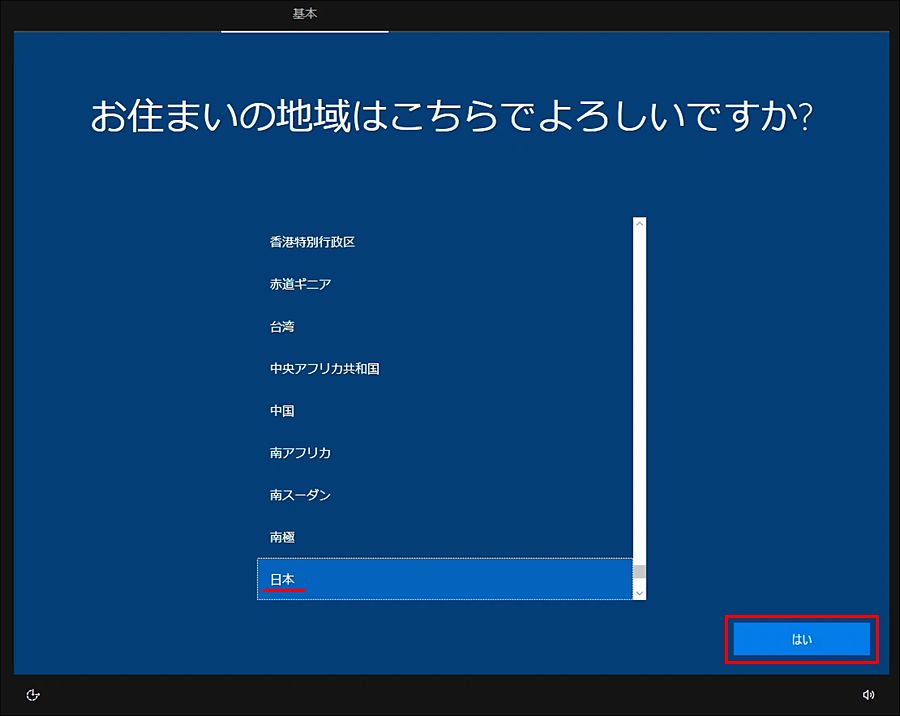 基本
お住まいの地域はこちらでよろしいですか?
香港特別行政区
赤道ギニア
台湾
中央アフリカ共和国
中国
南アフリカ
南スーダン
南極
日本
はい